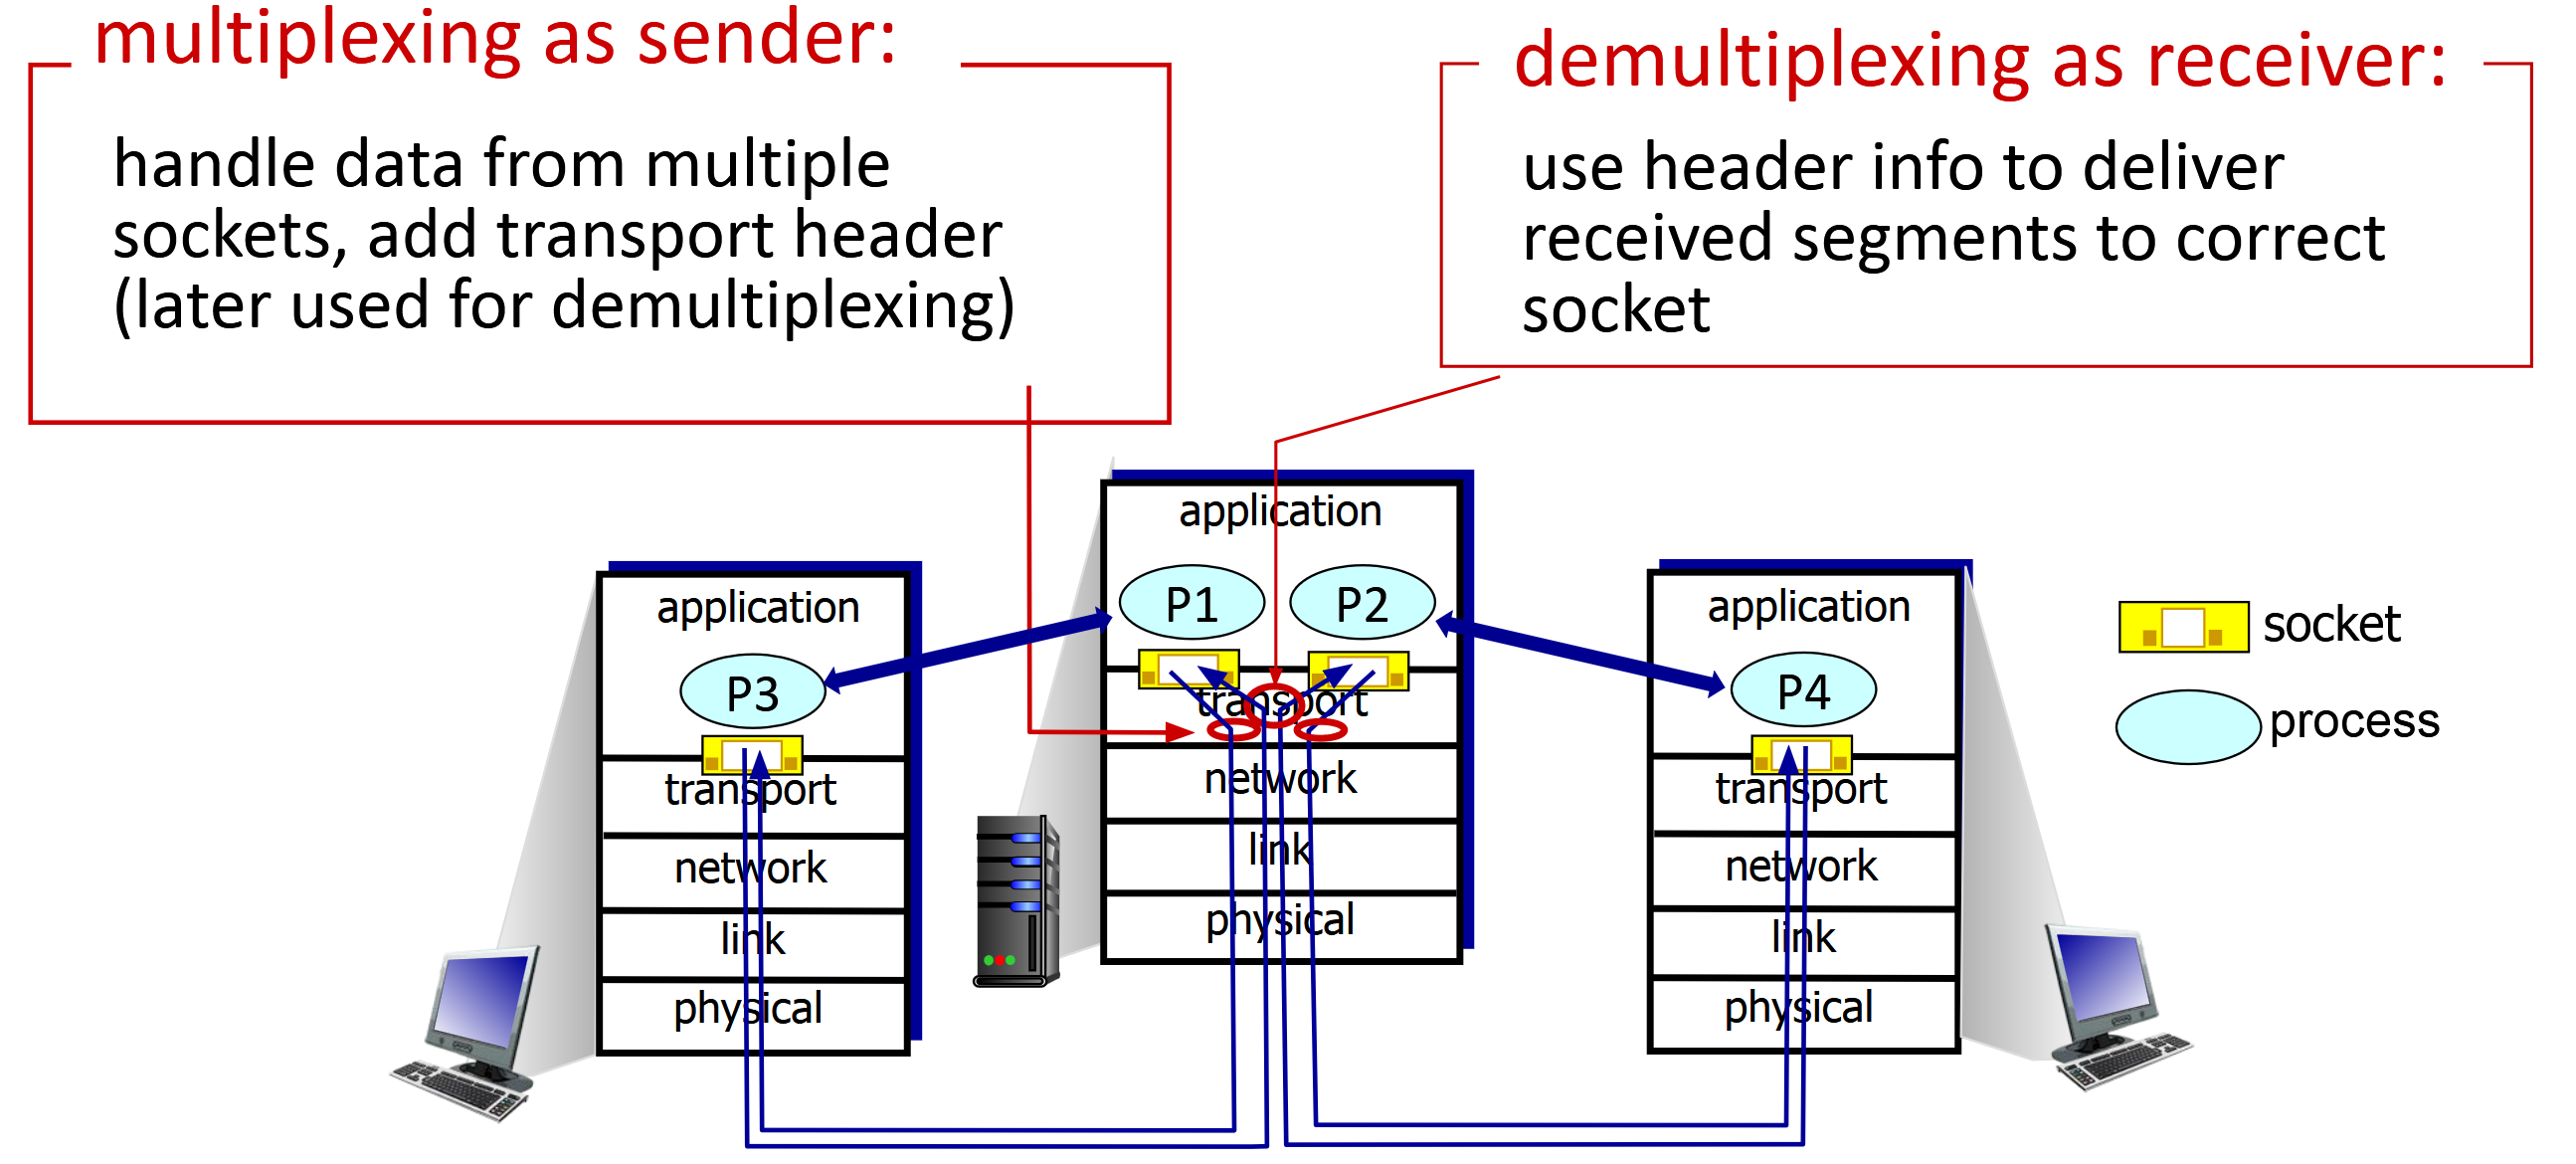 multiplexing as sender:
handle data from multiple
sockets, add transport header
(later used for demultiplexing)
demultiplexing as receiver:
use header info to deliver
received segments to correct
socket
application
P3
transport
network
link
physical
application
P1 P2
transport
network
link
physical
application
P4
transport
network
link
physical
socket
process